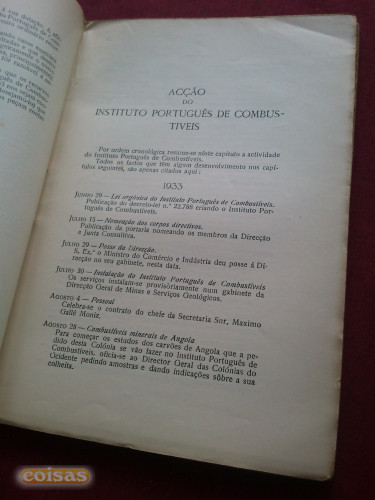 ACÇÃO
DO
INSTITUTO PORTUGUÊS DE COMBUS-
TIVEIS
Por ordem cronológica resume-se nêste capítulo a actividade
do Instituto Português de Combustíveis.
Todos os factos que têm algum desenvolvimento nos capí-
tulos seguintes, são apenas citados aqui:
1933
JUNHO 29 — Lei orgânica do Instituto Português de Combustíveis.
Publicação do decreto-lei n.º 22.788 criando o Instituto Por-
tuguês de Combustíveis.
JULHO 15 — Nomeação dos corpos directivos.
Publicação da portaria nomeando os membros da Direcção
e Junta Consultiva.
JULHO 29 — Posse da Direcção.
S. Ex.ª o Ministro do Comércio e Indústria deu posse á Di-
recção no seu gabinete, nesta data.
JULHO 30 — Instalação do Instituto Português de Combustíveis
Os serviços instalam-se provisòriamente num gabinete da
Direcção Geral de Minas e Serviços Geológicos.
AGOSTO 4 — Pessoal
Celebra-se o contrato do chefe da Secretaria Snr. Maximo
Moniz.
AGOSTO 28 — Combustíveis minerais de Angola
Para começar os estudos dos carvões de Angola que a pe-
dido desta Colónia se vão fazer no Instituto Português de
Combustíveis, oficia-se ao Director Geral das Colónias do
Ocidente pedindo amostras e dando indicações sôbre a sua
colheita.
coisas